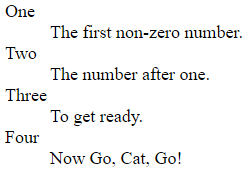 One
The first non-zero number.
Two
The number after one.
Three
To get ready.
Four
Now Go, Cat, Go!